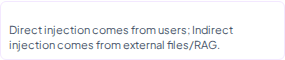 Direct injection comes from users; Indirect
injection comes from external files/RAG.